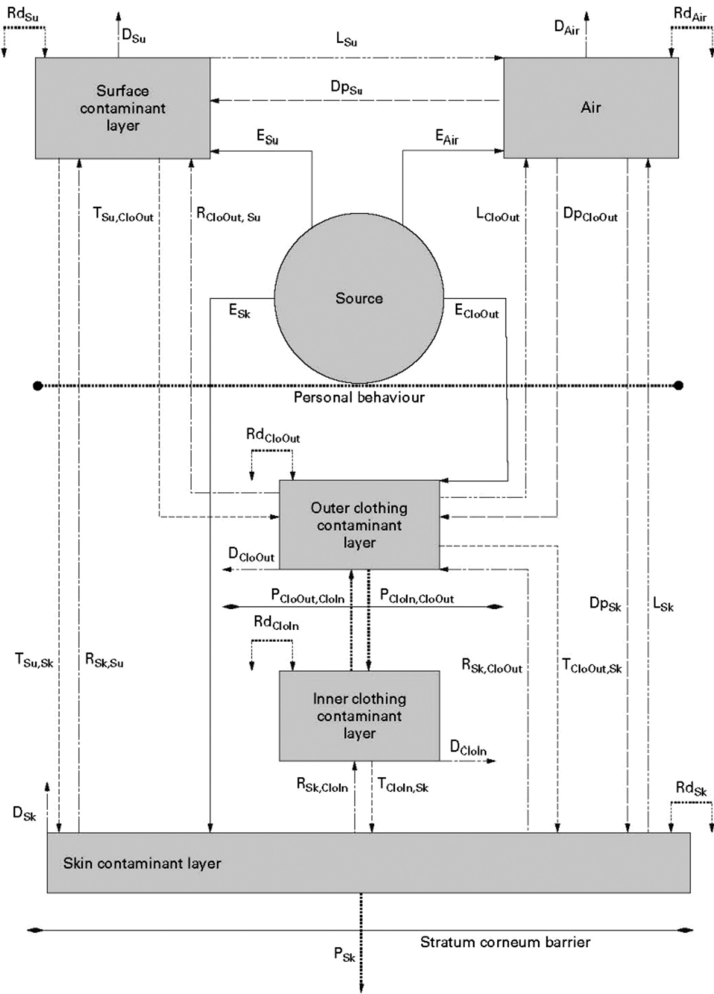 Rd_Su
D_Su
L_Su
D_Air
Rd_Air
Surface
contaminant
layer
Dp_Su
Air
E_Su
E_Air
T_Su,CloOut
R_CloOut, Su
L_CloOut
Dp_CloOut
Source
E_Sk
E_CloOut
Personal behaviour
Rd_CloOut
Outer clothing
contaminant
layer
D_CloOut
P_CloOut,CloIn
P_CloIn,CloOut
Rd_CloIn
Dp_Sk
L_Sk
T_Su,Sk
R_Sk,Su
R_Sk,CloOut
T_CloOut,Sk
Inner clothing
contaminant
layer
D_CloIn
R_Sk,CloIn
T_CloIn,Sk
D_Sk
Rd_Sk
Skin contaminant layer
Stratum corneum barrier
P_Sk